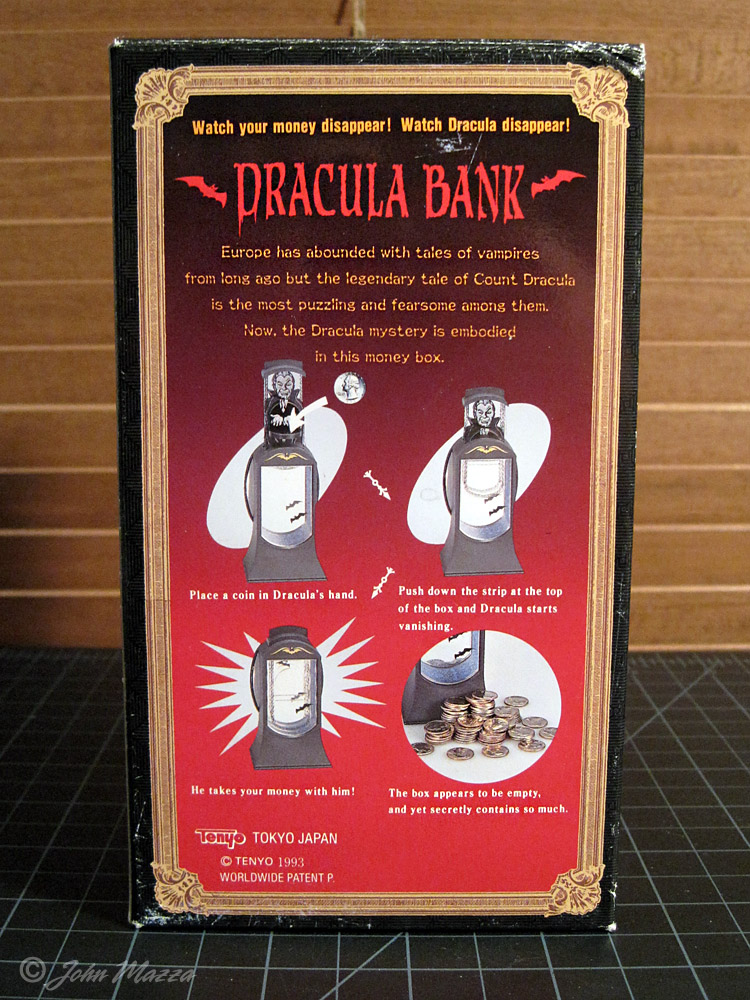 Watch your money disappear! Watch Dracula disappear!
DRACULA BANK
Europe has abounded with tales of vampires
from long ago but the legendary tale of Count Dracula
is the most puzzling and fearsome among them.
Now, the Dracula mystery is embodied
in this money box.
Place a coin in Dracula's hand.
Push down the strip at the top
of the box and Dracula starts
vanishing.
He takes your money with him!
The box appears to be empty,
and yet secretly contains so much.
Tenyo TOKYO JAPAN
© TENYO 1993
WORLDWIDE PATENT P.
© John Mazza